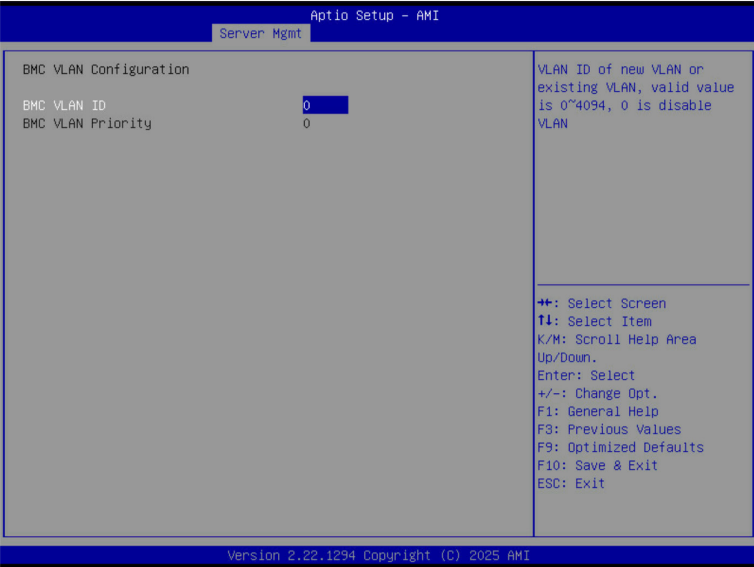 Aptio Setup – AMI
Server Mgmt
BMC VLAN Configuration
BMC VLAN ID 0
BMC VLAN Priority 0
VLAN ID of new VLAN or
existing VLAN, valid value
is 0~4094, 0 is disable
VLAN
→←: Select Screen
↑↓: Select Item
K/M: Scroll Help Area
Up/Down.
Enter: Select
+/-: Change Opt.
F1: General Help
F3: Previous Values
F9: Optimized Defaults
F10: Save & Exit
ESC: Exit
Version 2.22.1294 Copyright (C) 2025 AMI